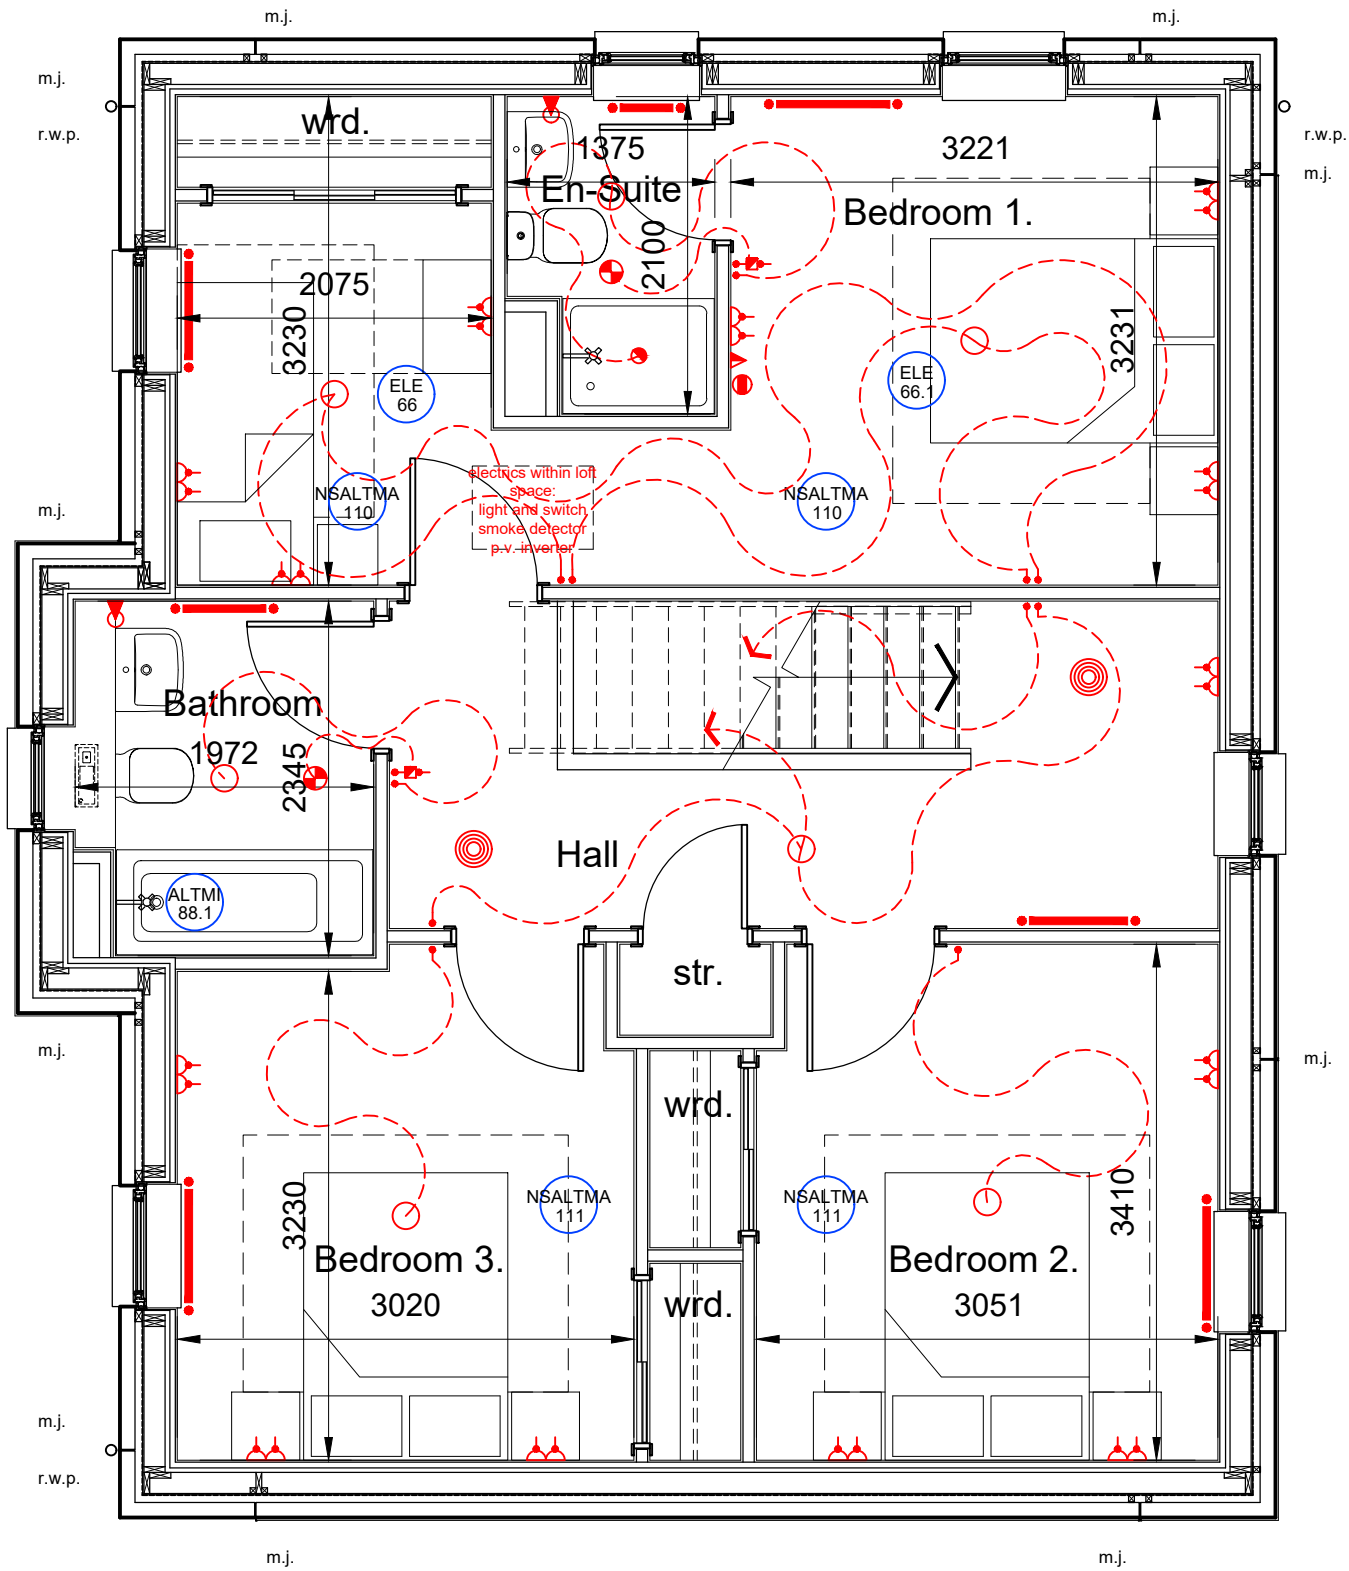 m.j.
m.j.
m.j.
r.w.p.
r.w.p.
m.j.
wrd.
1375
En-Suite
2100
3221
Bedroom 1.
2075
3230
3231
ELE
66
ELE
66.1
NSALTMA
110
electrics within loft
space:
light and switch
smoke detector
p.v. inverter
NSALTMA
110
m.j.
Bathroom
1972
2345
Hall
ALTMI
88.1
str.
m.j.
m.j.
wrd.
NSALTMA
111
NSALTMA
111
3230
Bedroom 3.
3020
wrd.
3410
Bedroom 2.
3051
m.j.
r.w.p.
m.j.
m.j.